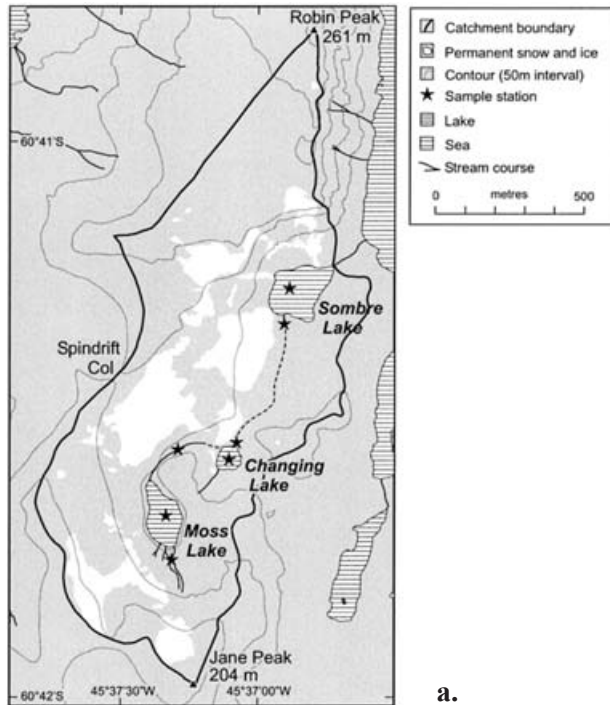 Robin Peak
261 m
60°41'S
Sombre
Lake
Spindrift
Col
Changing
Lake
Moss
Lake
Jane Peak
204 m
60°42'S
45°37'30"W
45°37'00"W
Catchment boundary
Permanent snow and ice
Contour (50m interval)
Sample station
Lake
Sea
Stream course
metres
0
500
a.